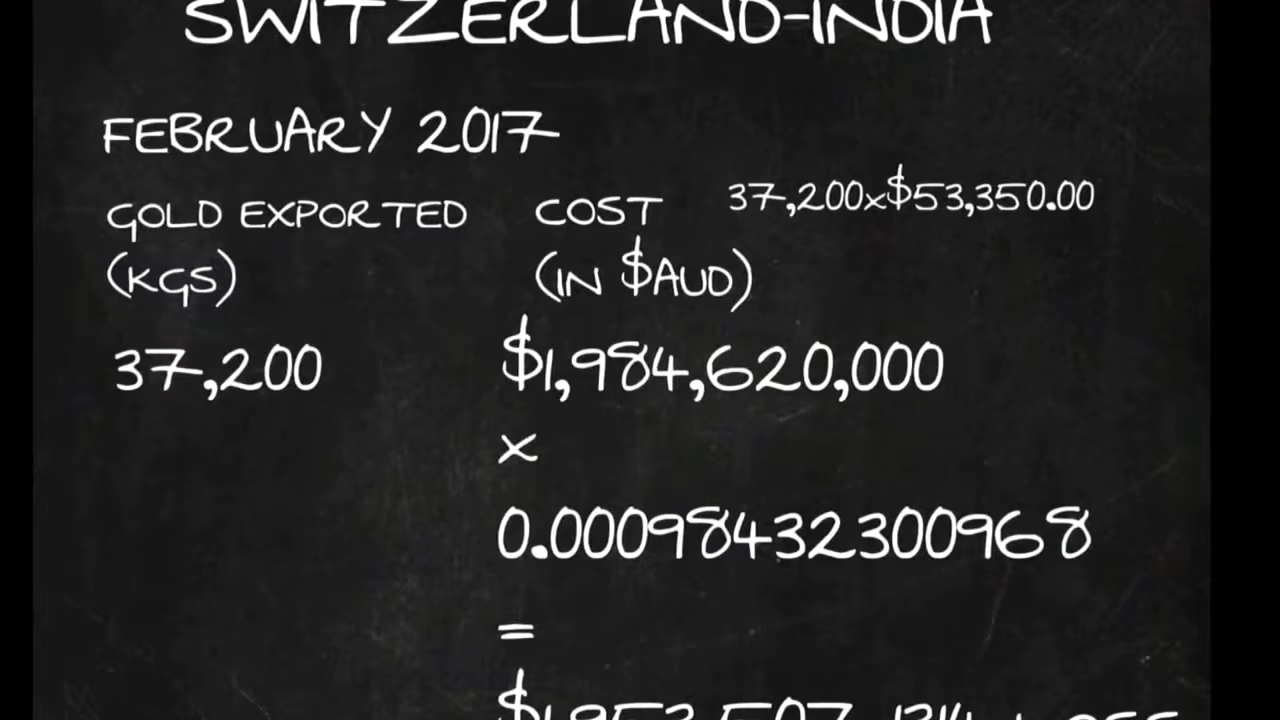 SWITZERLAND-INDIA
FEBRUARY 2017
GOLD EXPORTED
(KGS)
COST
(IN $AUD)
37,200x$53,350.00
37,200
$1,984,620,000
x
0.00098432300968
=